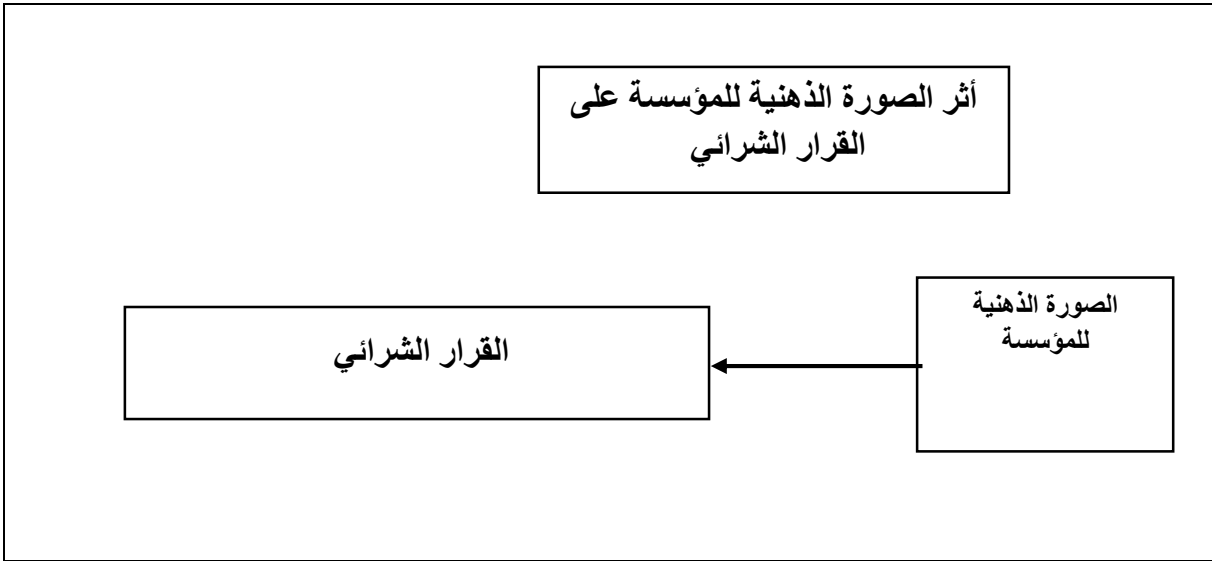 أثر الصورة الذهنية للمؤسسة على
القرار الشرائي
الصورة الذهنية
للمؤسسة
القرار الشرائي